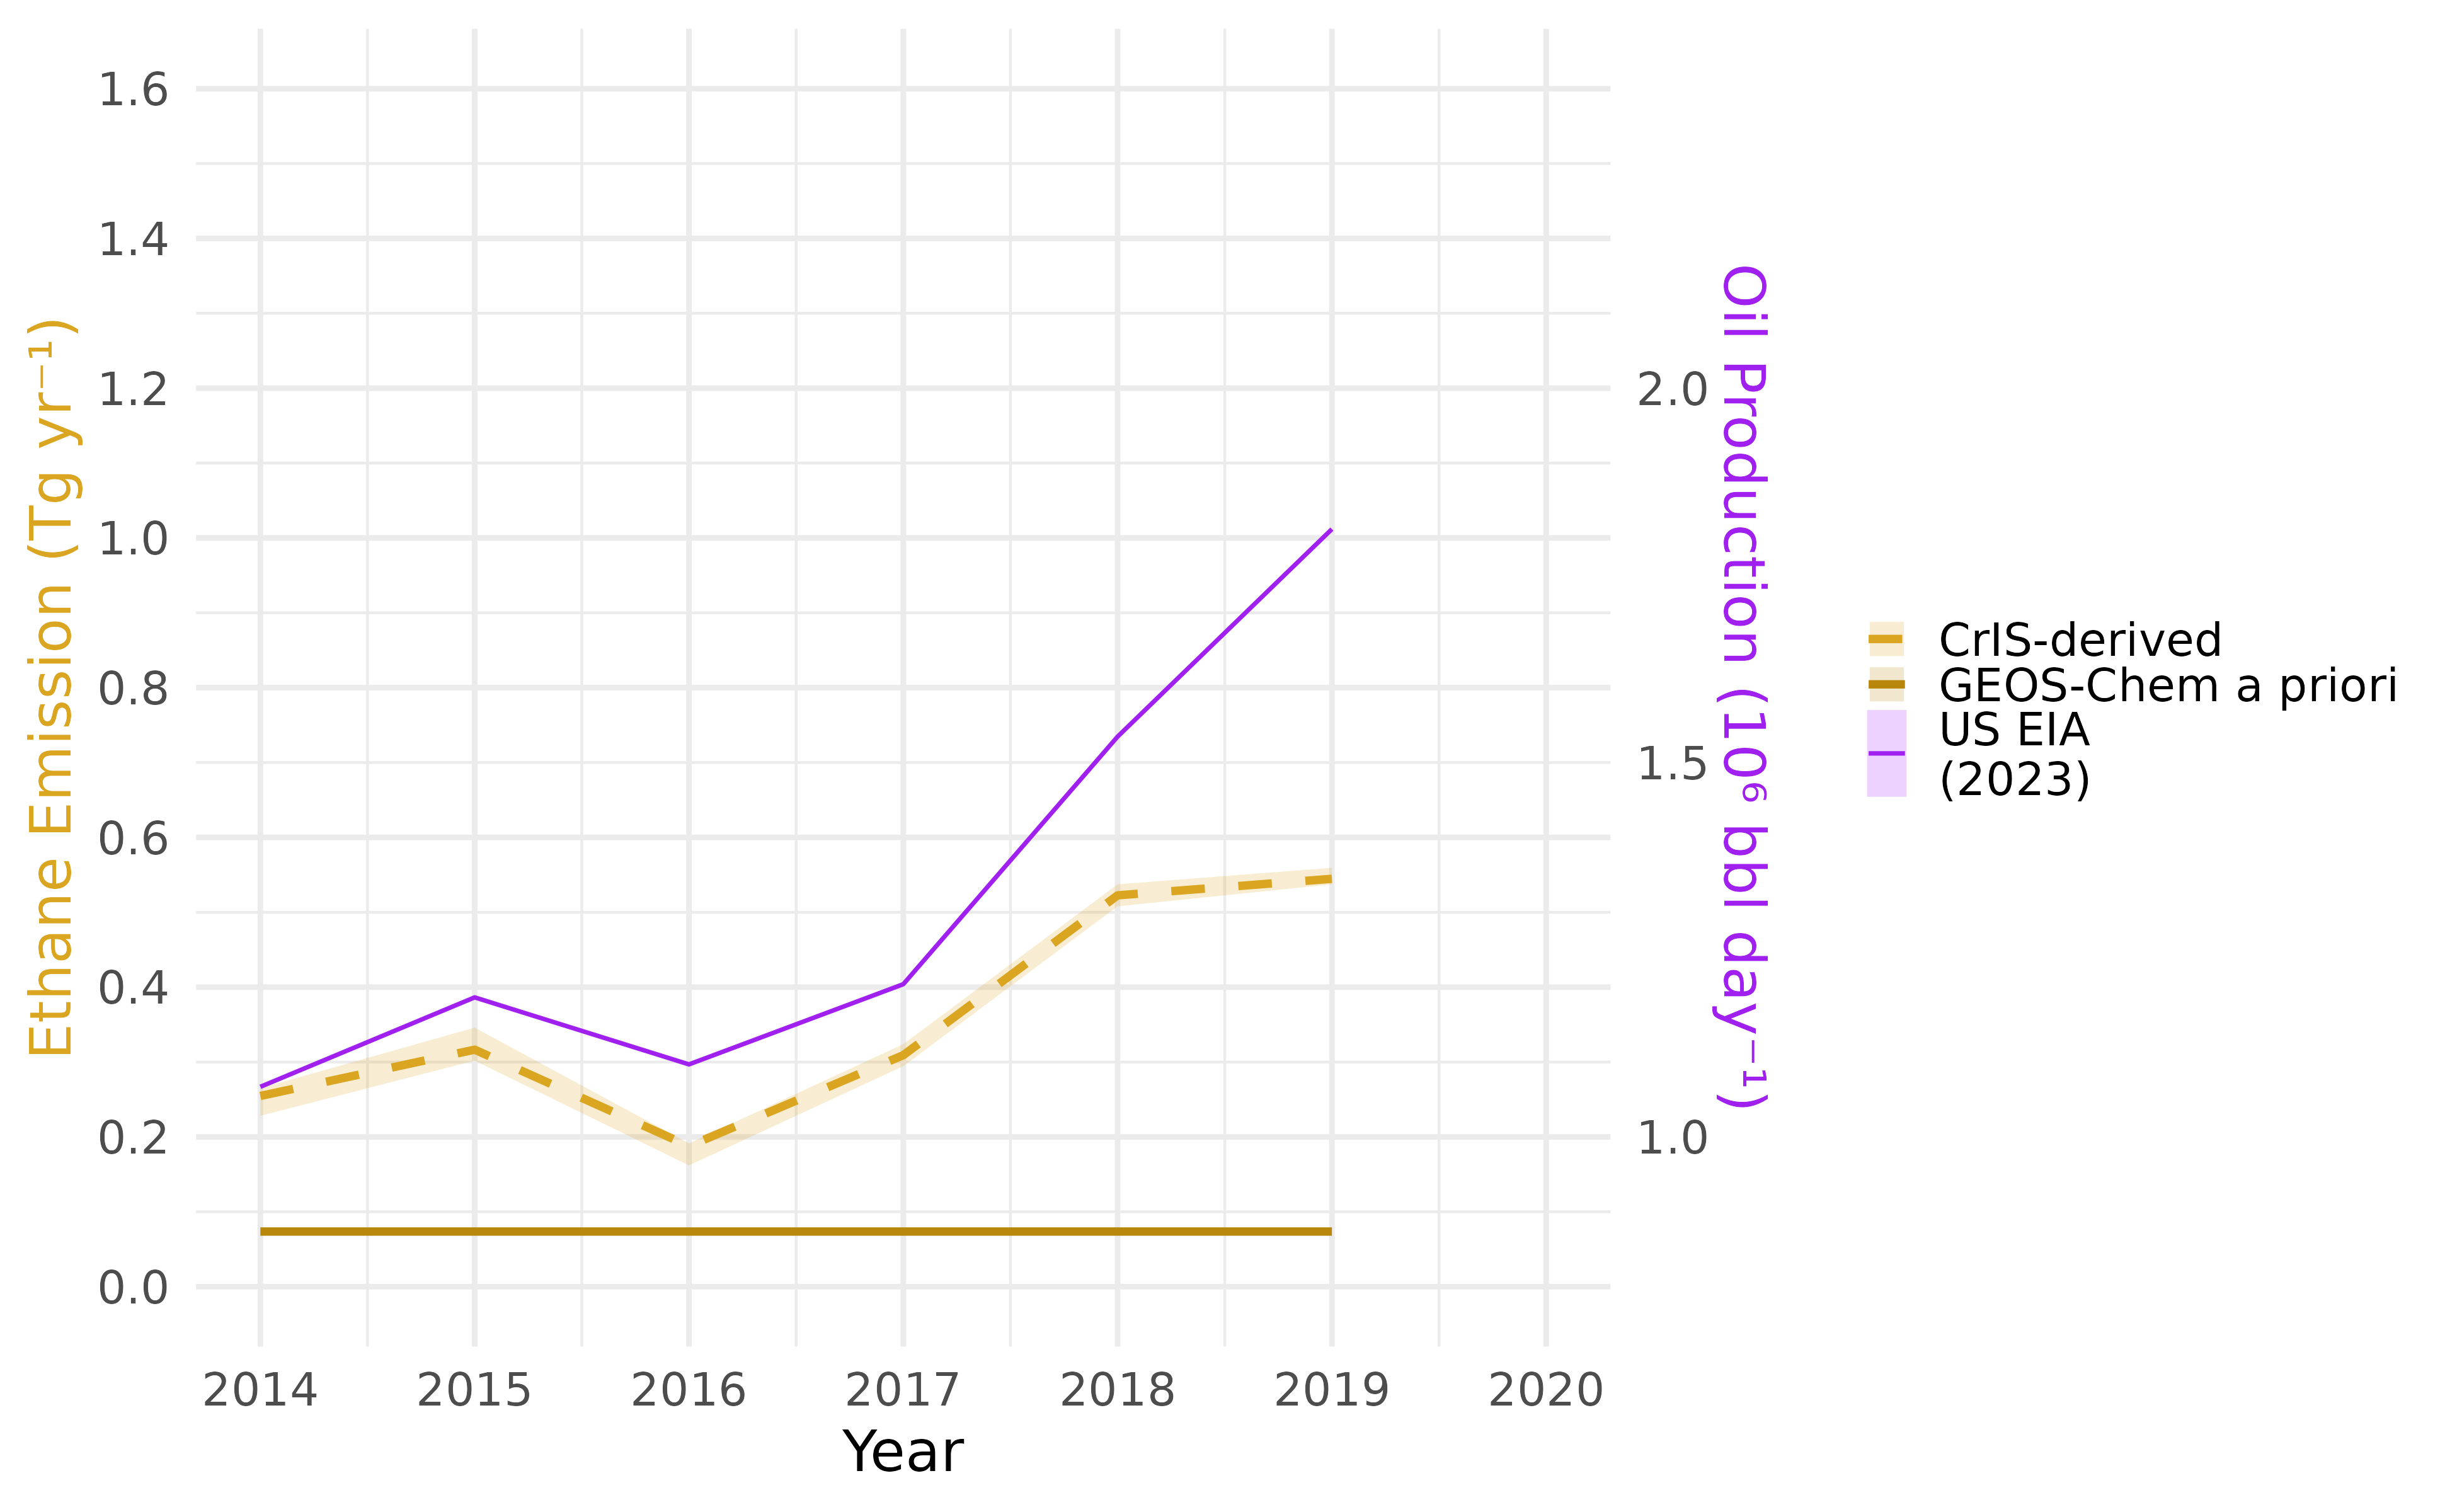 Ethane Emission (Tg yr⁻¹)
1.6
1.4
1.2
1.0
0.8
0.6
0.4
0.2
0.0
2014 2015 2016 2017 2018 2019 2020
Year
2.0
1.5
1.0
Oil Production (10⁶ bbl day⁻¹)
CrIS-derived
GEOS-Chem a priori
US EIA
(2023)